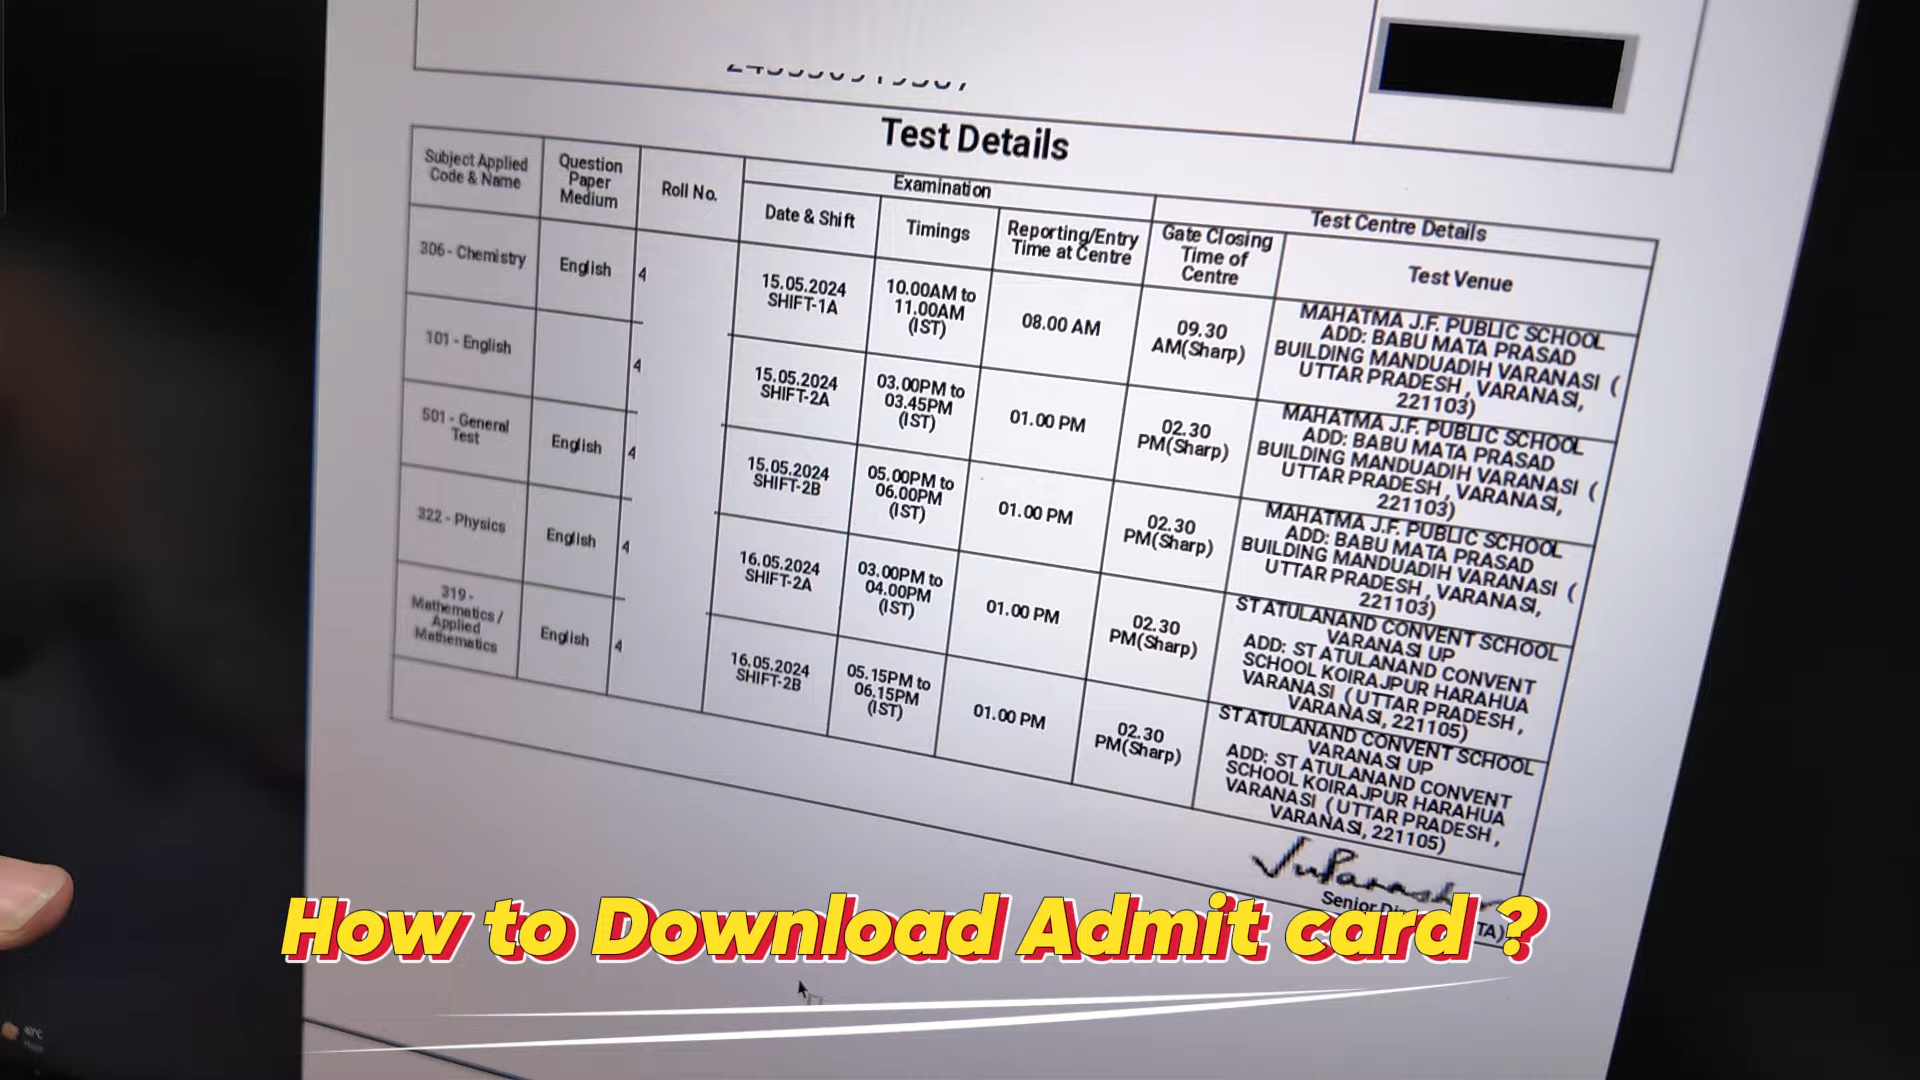 Test Details
Subject Applied
Code & Name
Question
Paper
Medium
Roll No.
Examination
Date & Shift
Timings
Reporting/Entry
Time at Centre
Test Centre Details
Gate Closing
Time of
Centre
Test Venue
306 - Chemistry
English
4
15.05.2024
SHIFT-1A
10.00AM to
11.00AM
(IST)
08.00 AM
09.30
AM(Sharp)
MAHATMA J.F. PUBLIC SCHOOL
ADD: BABU MATA PRASAD
BUILDING MANDUADIH VARANASI (
UTTAR PRADESH , VARANASI,
221103)
101 - English
4
15.05.2024
SHIFT-2A
03.00PM to
03.45PM
(IST)
01.00 PM
02.30
PM(Sharp)
MAHATMA J.F. PUBLIC SCHOOL
ADD: BABU MATA PRASAD
BUILDING MANDUADIH VARANASI (
UTTAR PRADESH , VARANASI,
221103)
501 - General
Test
English
4
15.05.2024
SHIFT-2B
05.00PM to
06.00PM
(IST)
01.00 PM
02.30
PM(Sharp)
MAHATMA J.F. PUBLIC SCHOOL
ADD: BABU MATA PRASAD
BUILDING MANDUADIH VARANASI (
UTTAR PRADESH , VARANASI,
221103)
322 - Physics
English
4
16.05.2024
SHIFT-2A
03.00PM to
04.00PM
(IST)
01.00 PM
02.30
PM(Sharp)
ST ATULANAND CONVENT SCHOOL
VARANASI UP
ADD: ST ATULANAND CONVENT
SCHOOL KOIRAJPUR HARAHUA
VARANASI ( UTTAR PRADESH ,
VARANASI, 221105)
319 -
Mathematics /
Applied
Mathematics
English
4
16.05.2024
SHIFT-2B
05.15PM to
06.15PM
(IST)
01.00 PM
02.30
PM(Sharp)
ST ATULANAND CONVENT SCHOOL
VARANASI UP
ADD: ST ATULANAND CONVENT
SCHOOL KOIRAJPUR HARAHUA
VARANASI ( UTTAR PRADESH ,
VARANASI, 221105)
Senior
TA)
How to Download Admit card ?
40°C